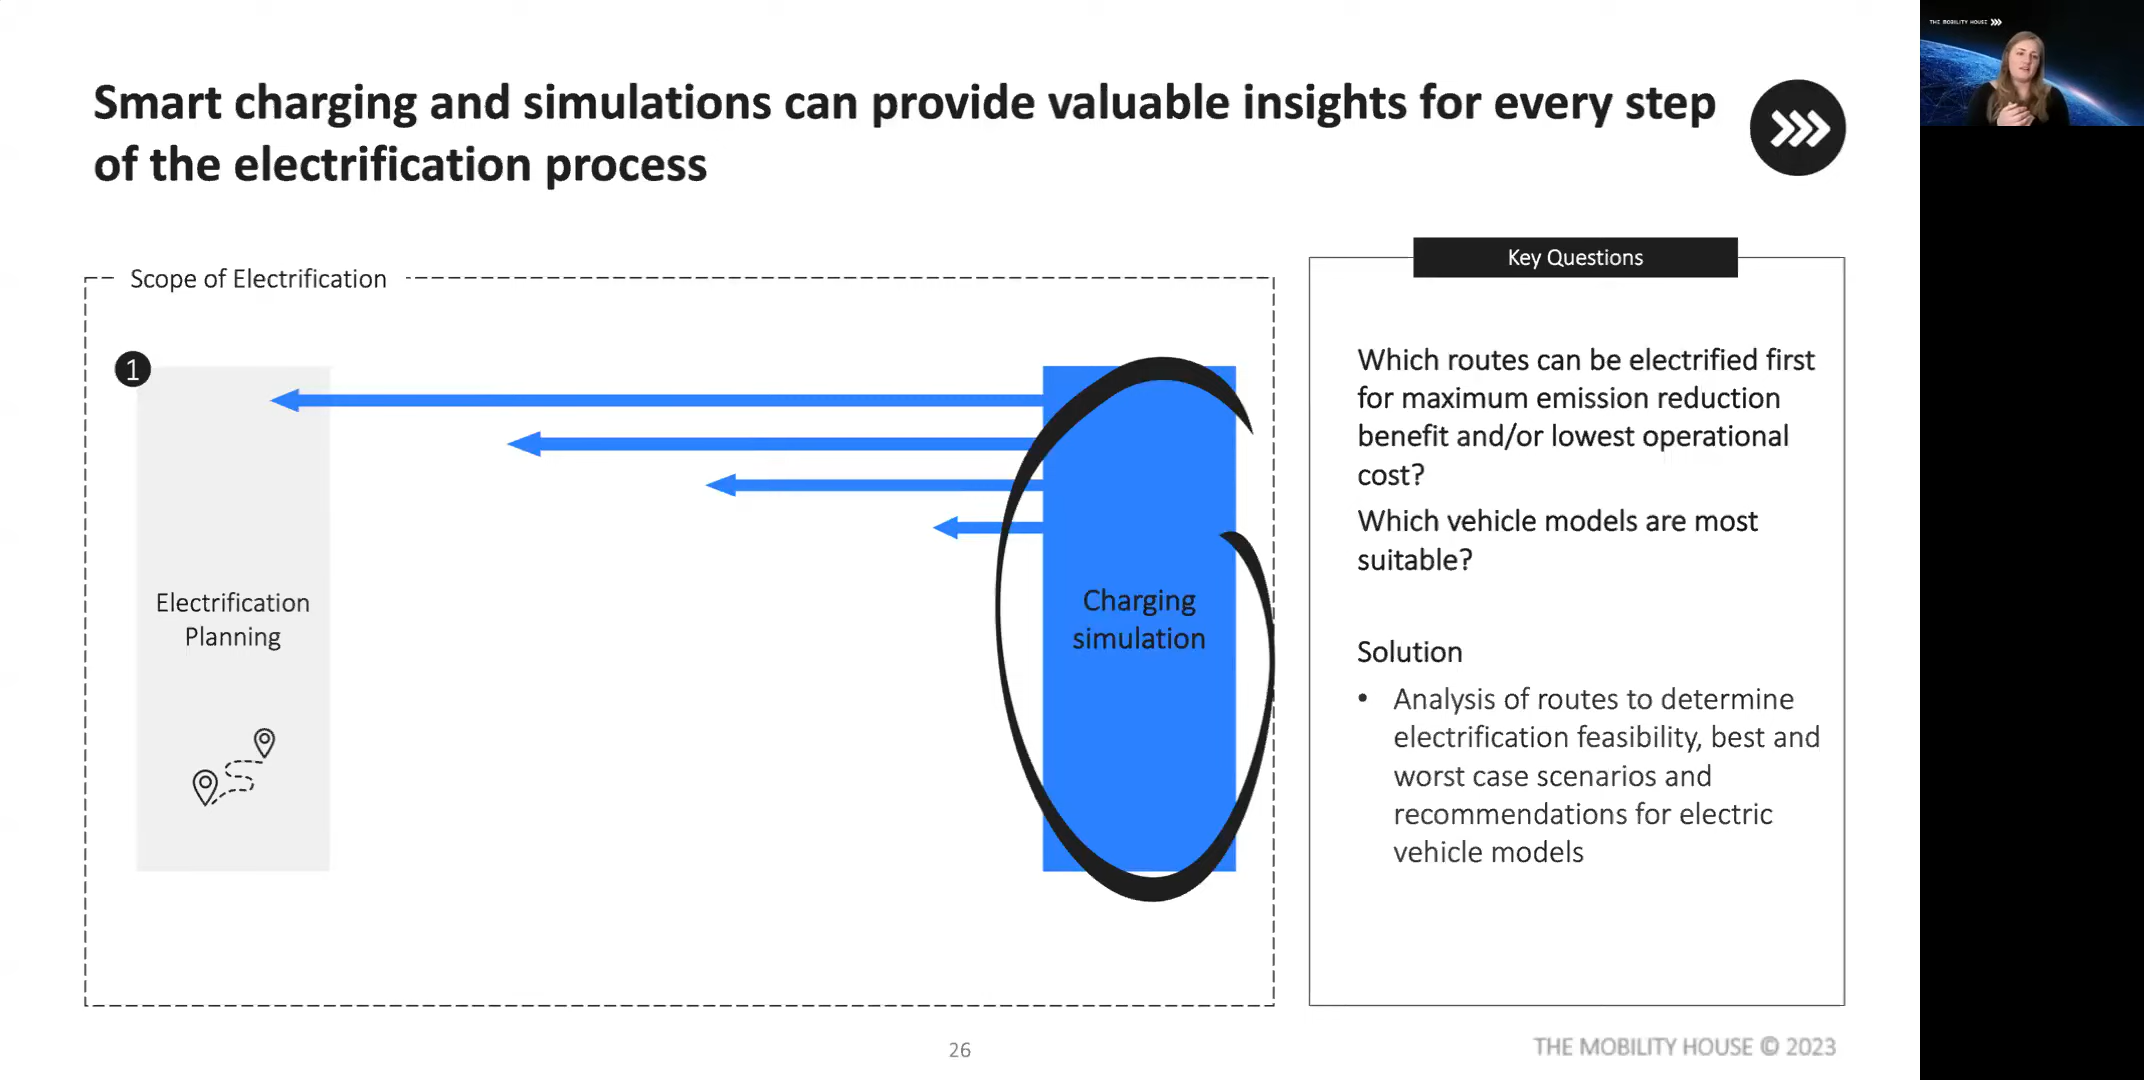 Smart charging and simulations can provide valuable insights for every step
of the electrification process
Scope of Electrification
1
Electrification
Planning
Charging
simulation
Key Questions
Which routes can be electrified first
for maximum emission reduction
benefit and/or lowest operational
cost?
Which vehicle models are most
suitable?
Solution
• Analysis of routes to determine
electrification feasibility, best and
worst case scenarios and
recommendations for electric
vehicle models
26
THE MOBILITY HOUSE © 2023
THE MOBILITY HOUSE